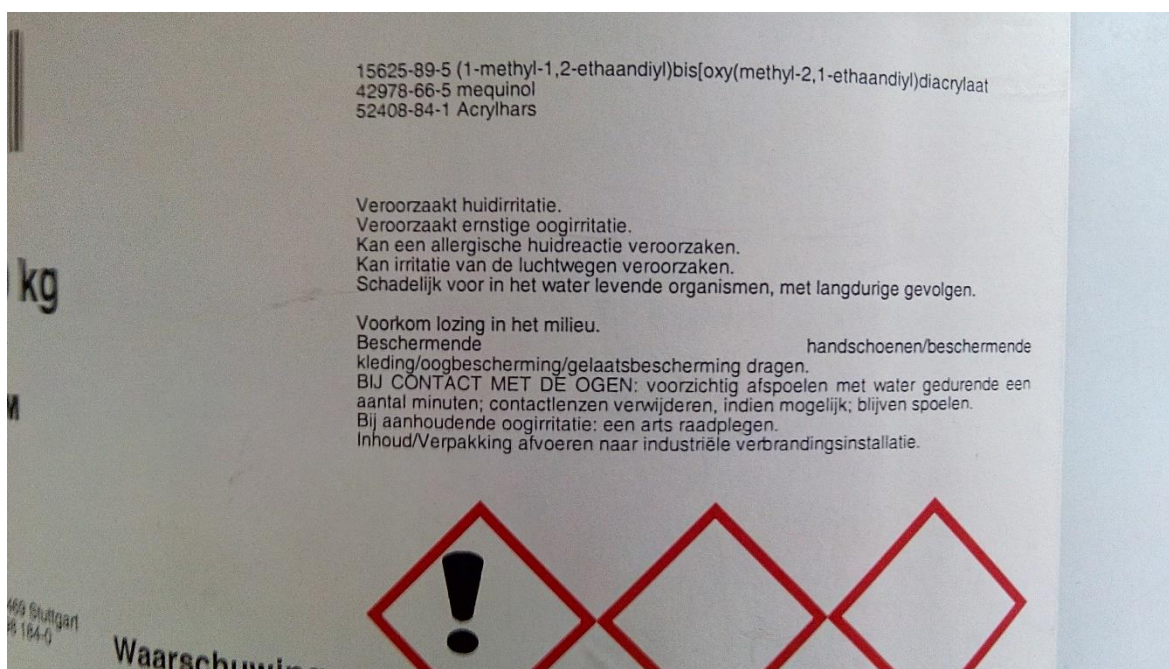 15625-89-5 (1-methyl-1,2-ethaandiyl)bis[oxy(methyl-2,1-ethaandiyl)diacrylaat
42978-66-5 mequinol
52408-84-1 Acrylhars
Veroorzaakt huidirritatie.
Veroorzaakt ernstige oogirritatie.
Kan een allergische huidreactie veroorzaken.
Kan irritatie van de luchtwegen veroorzaken.
Schadelijk voor in het water levende organismen, met langdurige gevolgen.
kg
Voorkom lozing in het milieu.
Beschermende handschoenen/beschermende
kleding/oogbescherming/gelaatsbescherming dragen.
BIJ CONTACT MET DE OGEN: voorzichtig afspoelen met water gedurende een
aantal minuten; contactlenzen verwijderen, indien mogelijk; blijven spoelen.
Bij aanhoudende oogirritatie: een arts raadplegen.
Inhoud/Verpakking afvoeren naar industriële verbrandingsinstallatie.
M
469 Stuttgart
184-0
Waarschuwing